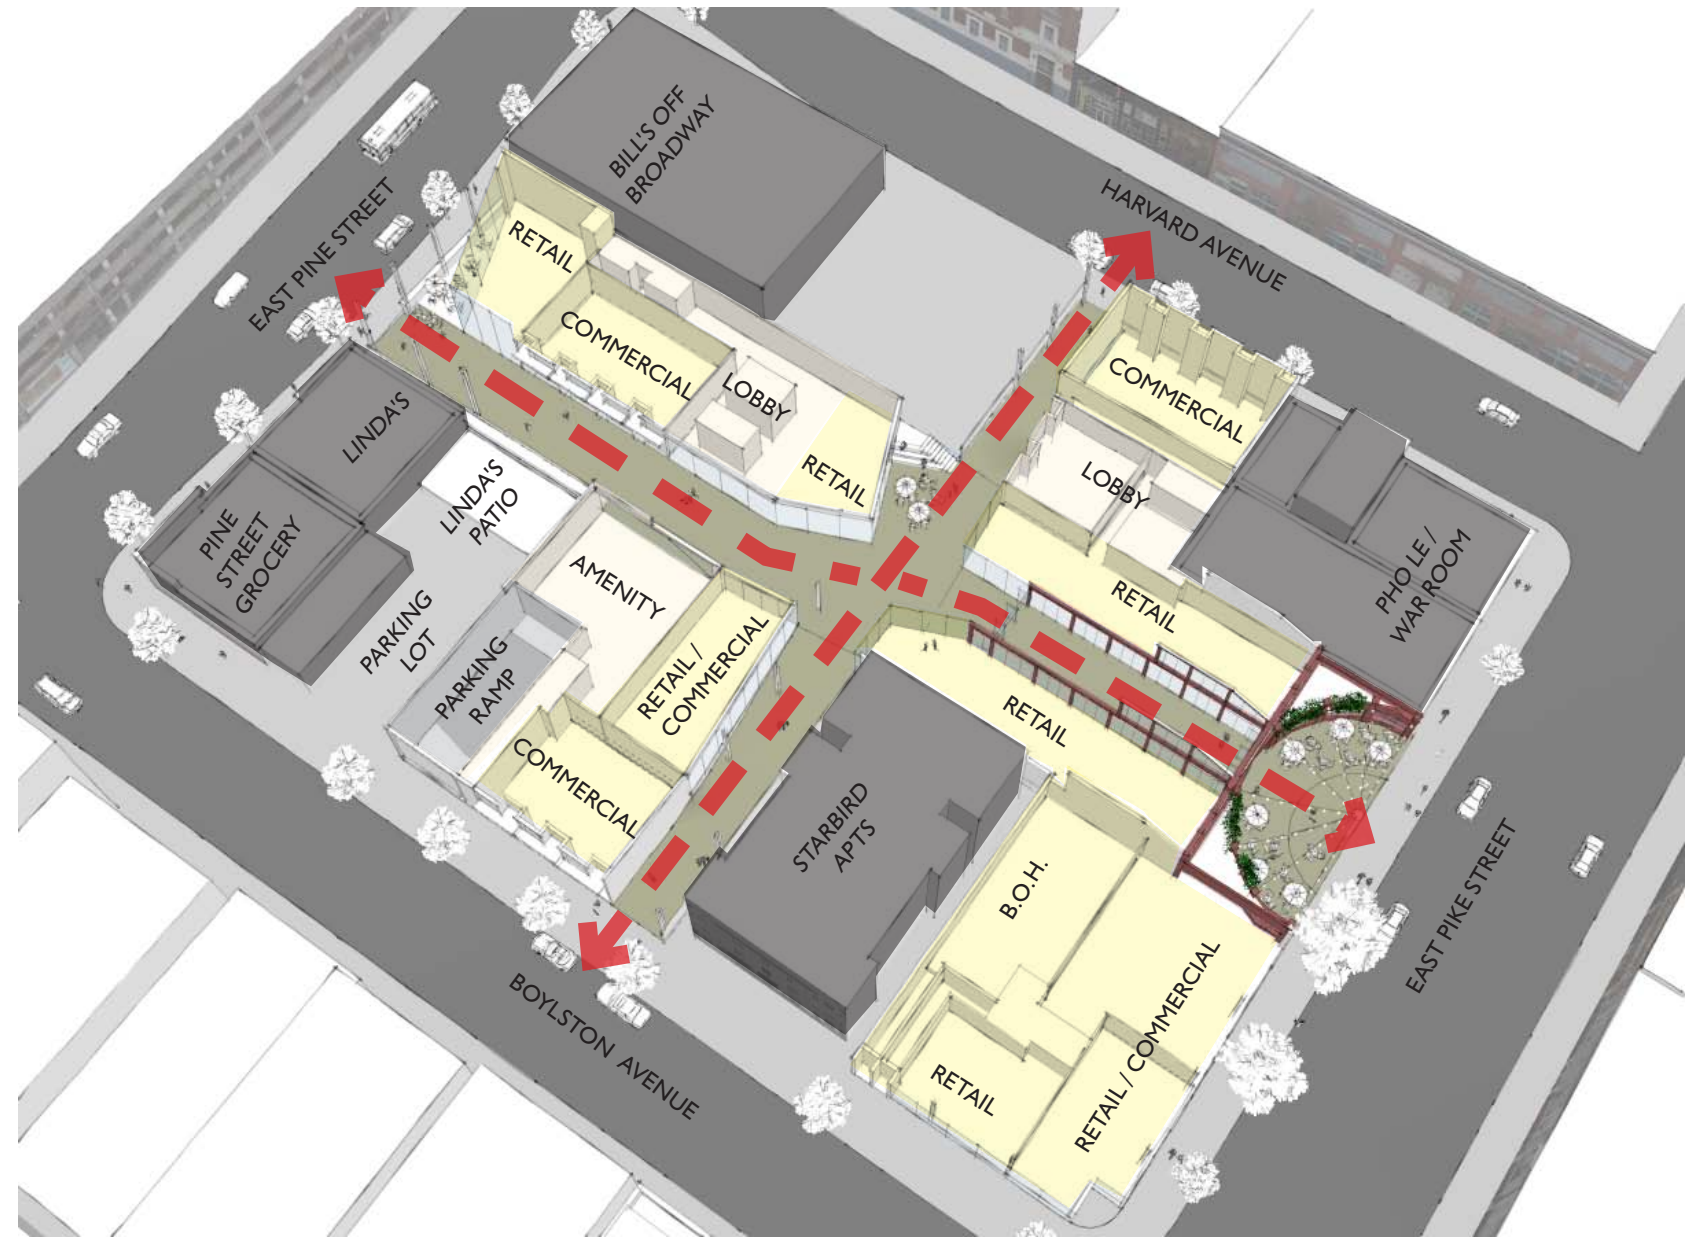 BILL'S OFF
BROADWAY
HARVARD AVENUE
EAST PINE STREET
RETAIL
COMMERCIAL
LOBBY
RETAIL
COMMERCIAL
LOBBY
RETAIL
PHO LE /
WAR ROOM
LINDA'S
LINDA'S
PATIO
PINE
STREET
GROCERY
PARKING
LOT
AMENITY
PARKING
RAMP
RETAIL /
COMMERCIAL
COMMERCIAL
RETAIL
STARBIRD
APTS
B.O.H.
RETAIL
RETAIL / COMMERCIAL
EAST PIKE STREET
BOYLSTON AVENUE